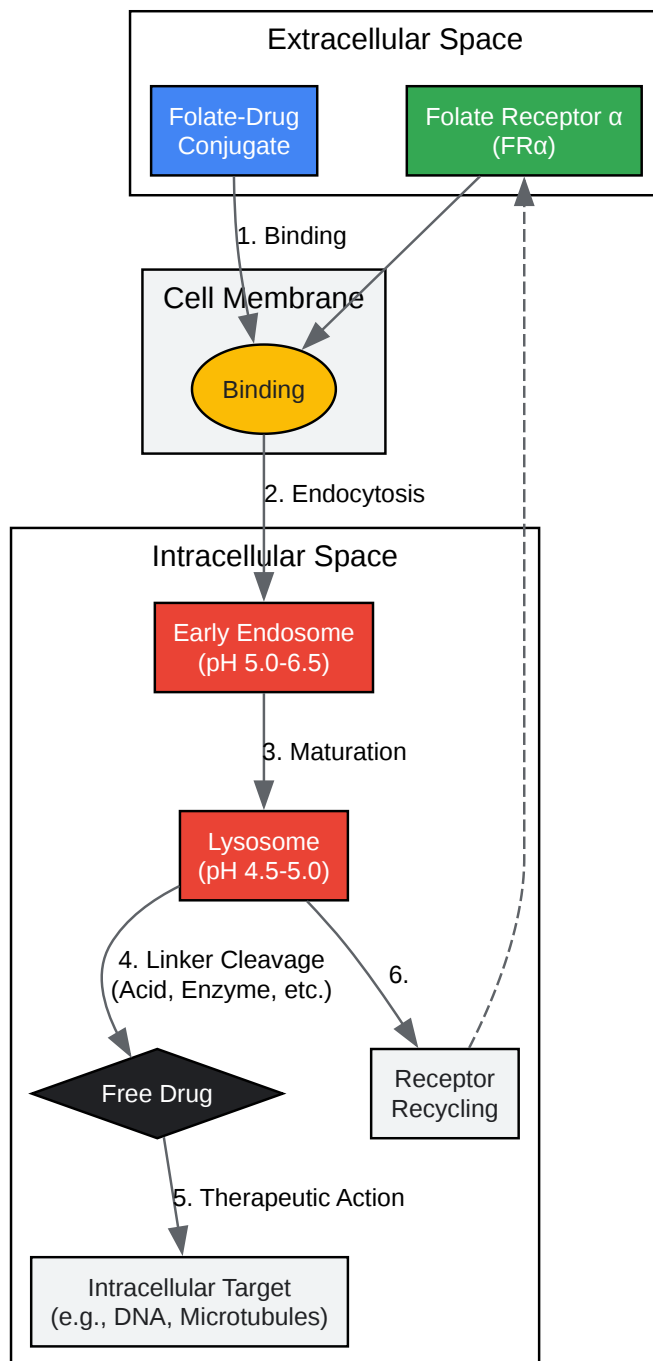 Extracellular Space
Folate-Drug
Conjugate
Folate Receptor α
(FRα)
1. Binding
Cell Membrane
Binding
2. Endocytosis
Intracellular Space
Early Endosome
(pH 5.0-6.5)
3. Maturation
Lysosome
(pH 4.5-5.0)
4. Linker Cleavage
(Acid, Enzyme, etc.)
6.
Free Drug
Receptor
Recycling
5. Therapeutic Action
Intracellular Target
(e.g., DNA, Microtubules)